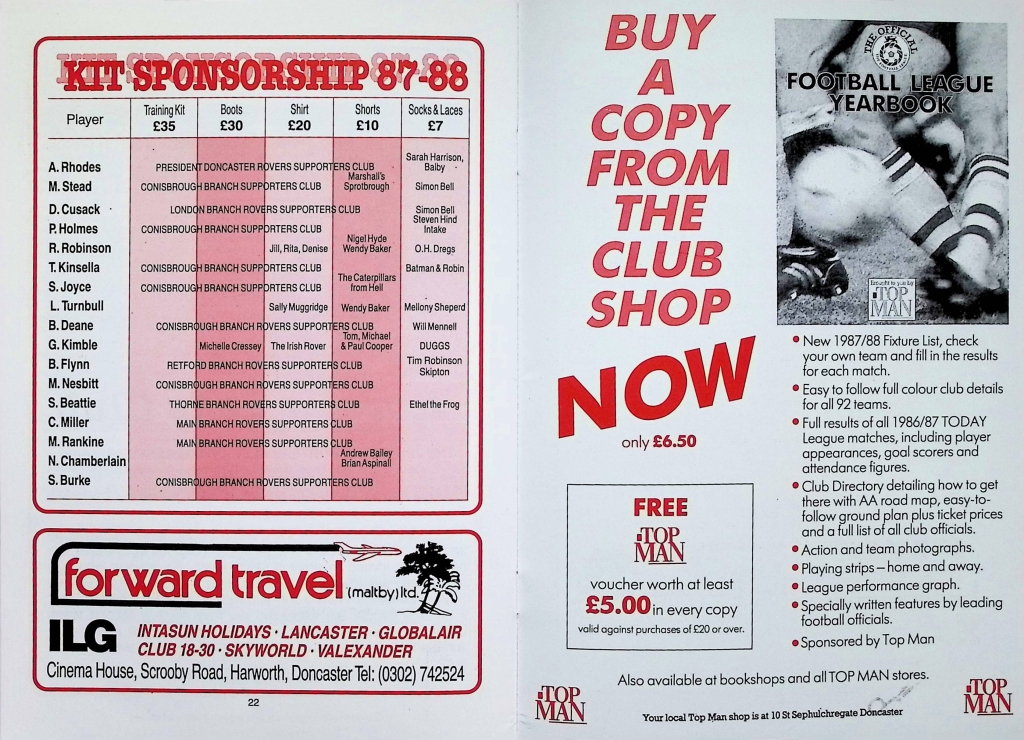 KIT SPONSORSHIP 87-88
Player
Training Kit £35
Boots £30
Shirt £20
Shorts £10
Socks & Laces £7
A. Rhodes PRESIDENT DONCASTER ROVERS SUPPORTERS CLUB Sarah Harrison, Balby
M. Stead CONISBROUGH BRANCH SUPPORTERS CLUB Marshall's Sprotbrough Simon Bell
D. Cusack LONDON BRANCH ROVERS SUPPORTERS CLUB Simon Bell
P. Holmes CONISBROUGH BRANCH SUPPORTERS CLUB Steven Hind Intake
R. Robinson Jill, Rita, Denise Nigel Hyde Wendy Baker O.H. Dregs
T. Kinsella CONISBROUGH BRANCH SUPPORTERS CLUB Batman & Robin
S. Joyce CONISBROUGH BRANCH SUPPORTERS CLUB The Caterpillars from Hell
L. Turnbull Sally Muggridge Wendy Baker Mellony Sheperd
B. Deane CONISBROUGH BRANCH ROVERS SUPPORTERS CLUB Will Mennell
G. Kimble Michelle Cressey The Irish Rover Tom, Michael & Paul Cooper DUGGS
B. Flynn RETFORD BRANCH ROVERS SUPPORTERS CLUB Tim Robinson Skipton
M. Nesbitt CONISBROUGH BRANCH ROVERS SUPPORTERS CLUB
S. Beattie THORNE BRANCH ROVERS SUPPORTERS CLUB Ethel the Frog
C. Miller MAIN BRANCH ROVERS SUPPORTERS CLUB
M. Rankine MAIN BRANCH ROVERS SUPPORTERS CLUB
N. Chamberlain Andrew Bailey Brian Aspinall
S. Burke CONISBROUGH BRANCH ROVERS SUPPORTERS CLUB
forward travel (maltby) ltd.
ILG
INTASUN HOLIDAYS · LANCASTER · GLOBALAIR
CLUB 18-30 · SKYWORLD · VALEXANDER
Cinema House, Scrooby Road, Harworth, Doncaster Tel: (0302) 742524
22
BUY
A
COPY
FROM
THE
CLUB
SHOP
NOW
only £6.50
FREE
TOP
MAN
voucher worth at least
£5.00 in every copy
valid against purchases of £20 or over.
THE OFFICIAL
FOOTBALL LEAGUE
YEARBOOK
Brought to you by
TOP
MAN
• New 1987/88 Fixture List, check
your own team and fill in the results
for each match.
• Easy to follow full colour club details
for all 92 teams.
• Full results of all 1986/87 TODAY
League matches, including player
appearances, goal scorers and
attendance figures.
• Club Directory detailing how to get
there with AA road map, easy-to-
follow ground plan plus ticket prices
and a full list of all club officials.
• Action and team photographs.
• Playing strips – home and away.
• League performance graph.
• Specially written features by leading
football officials.
• Sponsored by Top Man
Also available at bookshops and all TOP MAN stores.
TOP
MAN
Your local Top Man shop is at 10 St Sephulchregate Doncaster
TOP
MAN